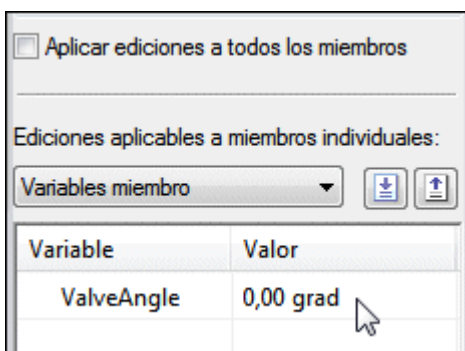 Aplicar ediciones a todos los miembros
Ediciones aplicables a miembros individuales:
Variables miembro
Variable Valor
ValveAngle 0,00 grad